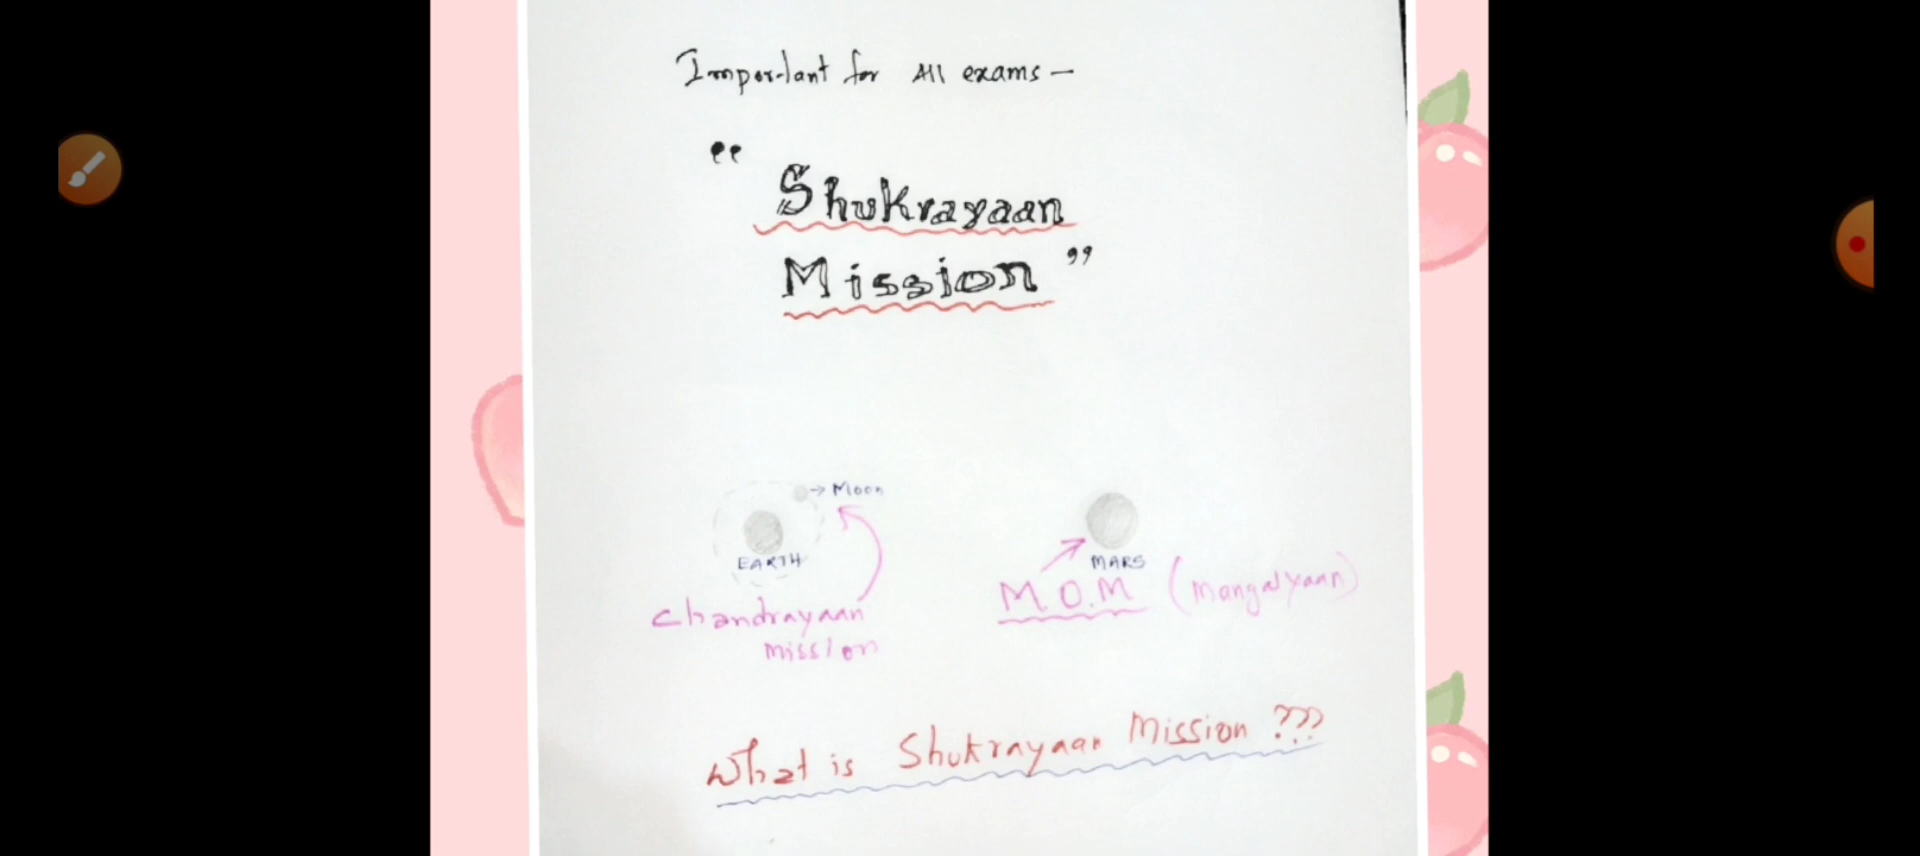 Important for All exams –
"Shukrayaan
Mission"
→ Moon
EARTH
Chandrayaan
mission
MARS
M.O.M (Mangalyaan)
What is Shukrayaan Mission ???